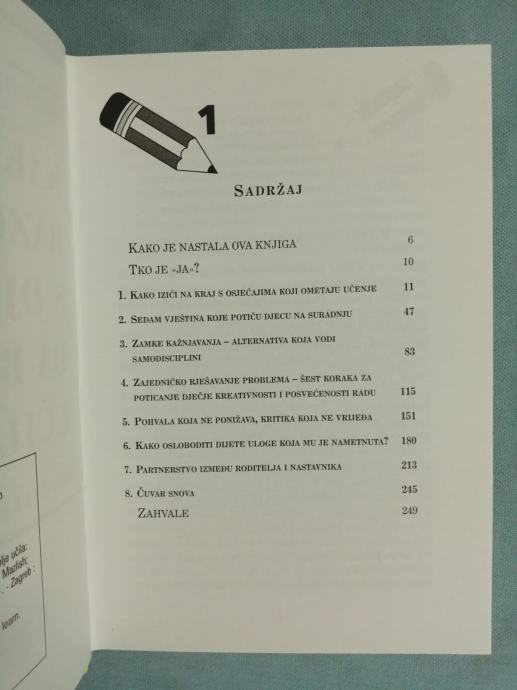 1
SADRŽAJ
KAKO JE NASTALA OVA KNJIGA 6
TKO JE »JA«? 10
1. KAKO IZIĆI NA KRAJ S OSJEĆAJIMA KOJI OMETAJU UČENJE 11
2. SEDAM VJEŠTINA KOJE POTIČU DJECU NA SURADNJU 47
3. ZAMKE KAŽNJAVANJA – ALTERNATIVA KOJA VODI
SAMODISCIPLINI 83
4. ZAJEDNIČKO RJEŠAVANJE PROBLEMA – ŠEST KORAKA ZA
POTICANJE DJEČJE KREATIVNOSTI I POSVEĆENOSTI RADU 115
5. POHVALA KOJA NE PONIŽAVA, KRITIKA KOJA NE VRIJEĐA 151
6. KAKO OSLOBODITI DIJETE ULOGE KOJA MU JE NAMETNUTA? 180
7. PARTNERSTVO IZMEĐU RODITELJA I NASTAVNIKA 213
8. ČUVAR SNOVA 245
ZAHVALE 249
učila:
Mazlish;
- Zagreb :
learn.